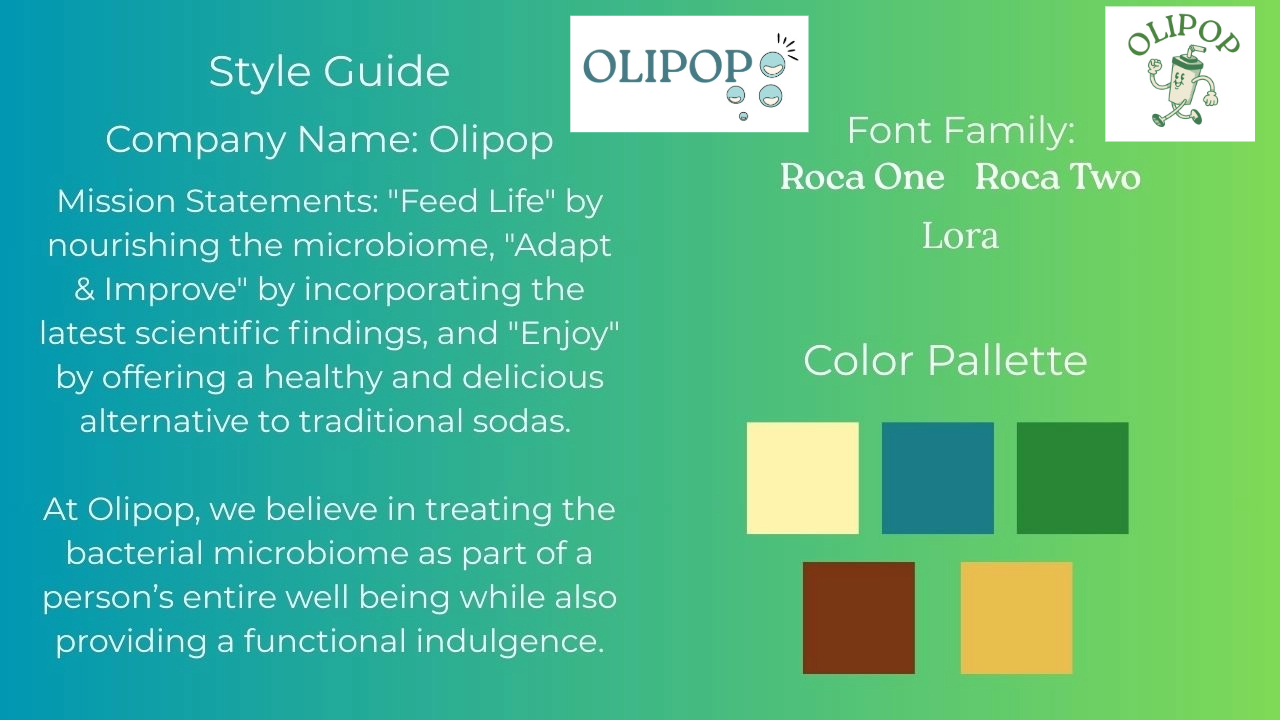 Style Guide
Company Name: Olipop
Mission Statements: "Feed Life" by
nourishing the microbiome, "Adapt
& Improve" by incorporating the
latest scientific findings, and "Enjoy"
by offering a healthy and delicious
alternative to traditional sodas.
At Olipop, we believe in treating the
bacterial microbiome as part of a
person’s entire well being while also
providing a functional indulgence.
OLIPOP
OLIPOP
Font Family:
Roca One Roca Two
Lora
Color Pallette